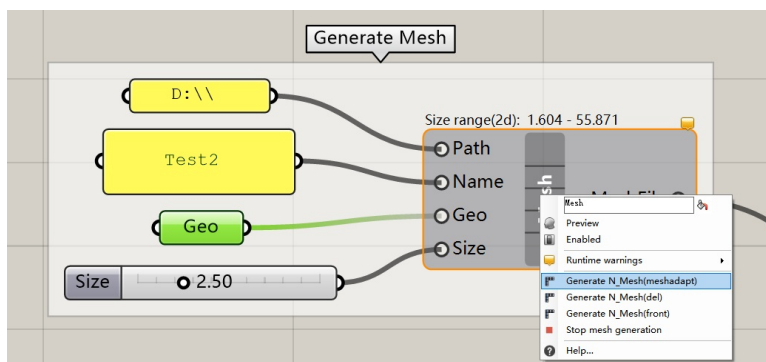 Generate Mesh
D:\\
Size range(2d): 1.604 - 55.871
Path
Test2
Name
Geo
Geo
Size
Size
2.50
Mesh
Preview
Enabled
Runtime warnings
Generate N_Mesh(meshadapt)
Generate N_Mesh(del)
Generate N_Mesh(front)
Stop mesh generation
Help...